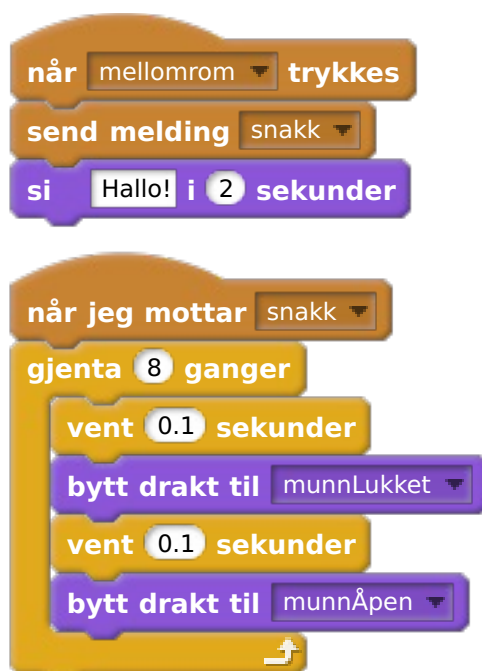 når mellomrom trykkes
send melding snakk
si Hallo! i 2 sekunder
når jeg mottar snakk
gjenta 8 ganger
vent 0.1 sekunder
bytt drakt til munnLukket
vent 0.1 sekunder
bytt drakt til munnÅpen